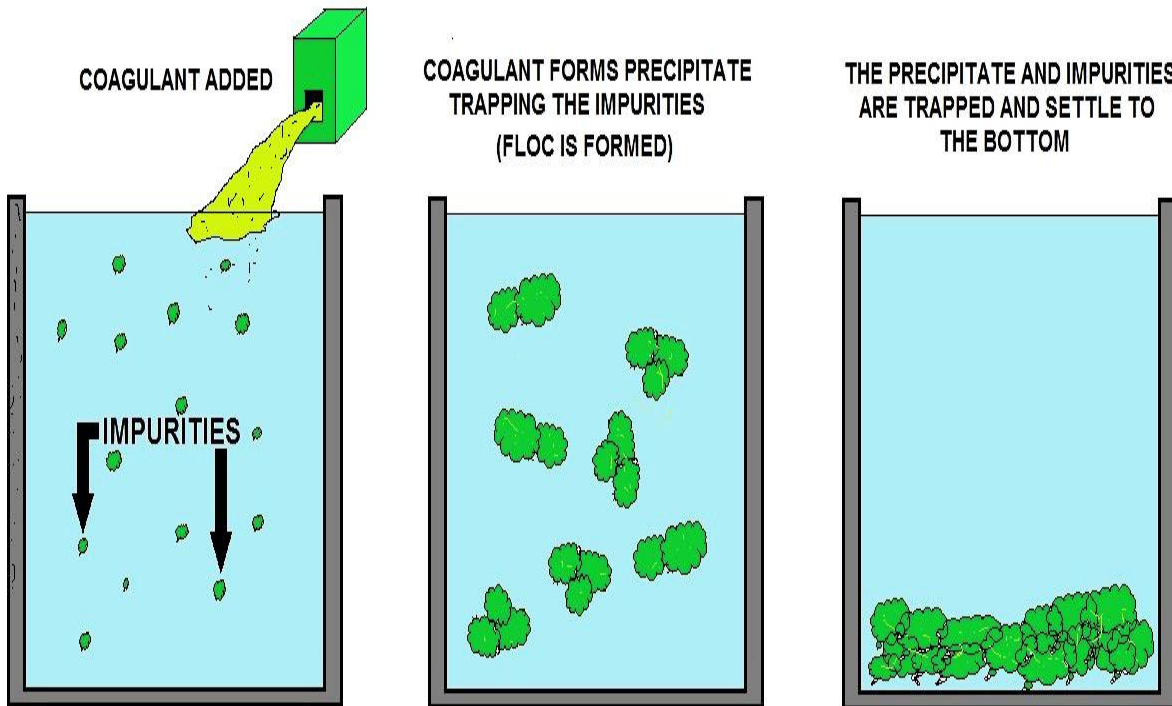 COAGULANT ADDED
IMPURITIES
COAGULANT FORMS PRECIPITATE
TRAPPING THE IMPURITIES
(FLOC IS FORMED)
THE PRECIPITATE AND IMPURITIES
ARE TRAPPED AND SETTLE TO
THE BOTTOM